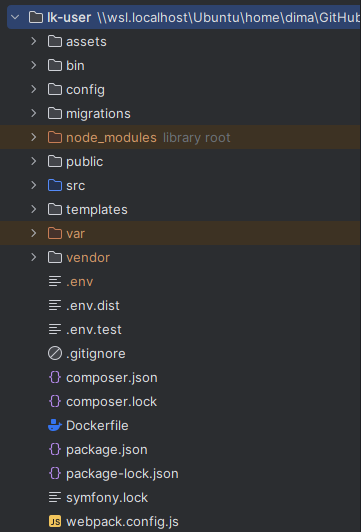 lk-user \\wsl.localhost\Ubuntu\home\dima\GitHub
assets
bin
config
migrations
node_modules library root
public
src
templates
var
vendor
.env
.env.dist
.env.test
.gitignore
composer.json
composer.lock
Dockerfile
package.json
package-lock.json
symfony.lock
JS webpack.config.js